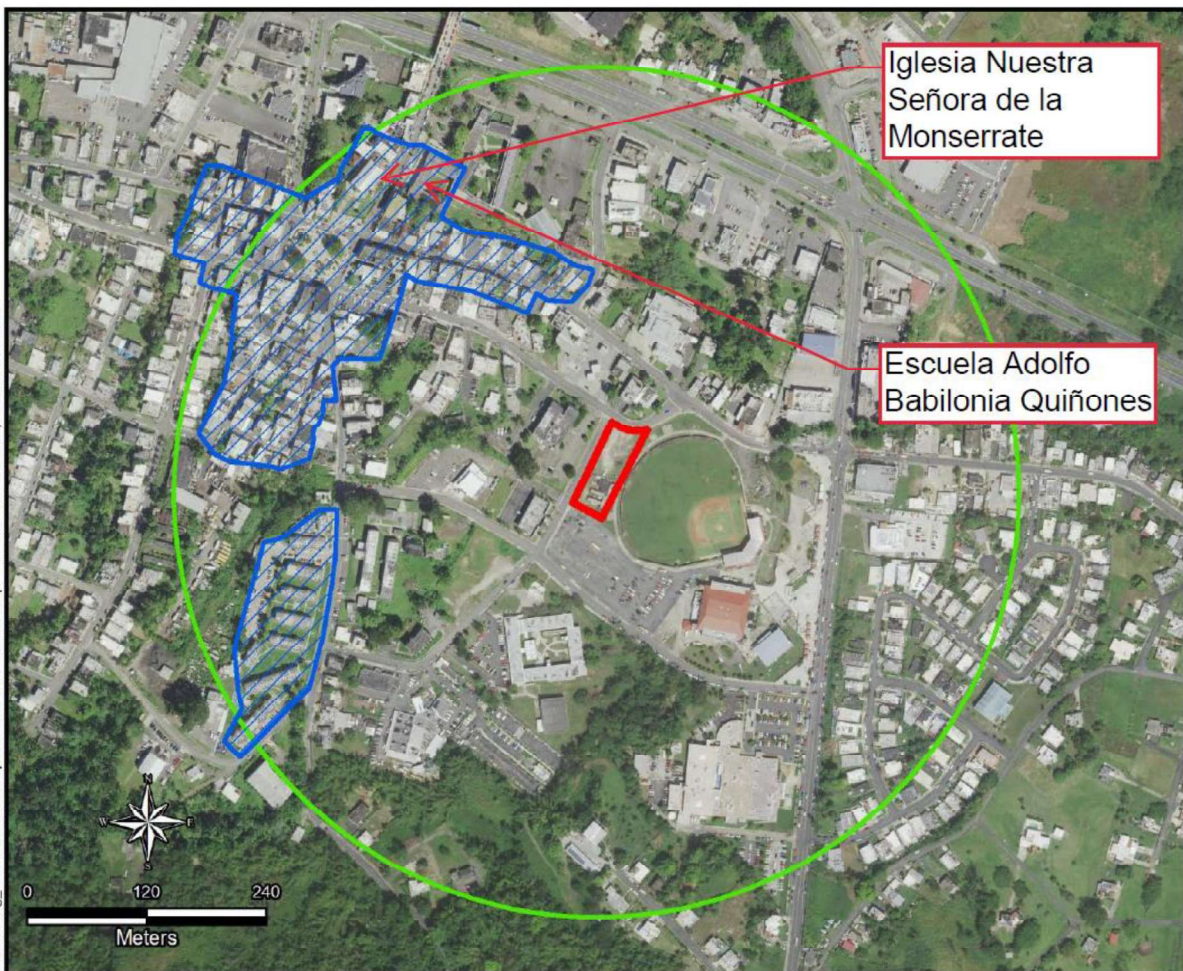 Iglesia Nuestra
Señora de la
Monserrate
Escuela Adolfo
Babilonia Quiñones
N
W E
S
0 120 240
Meters